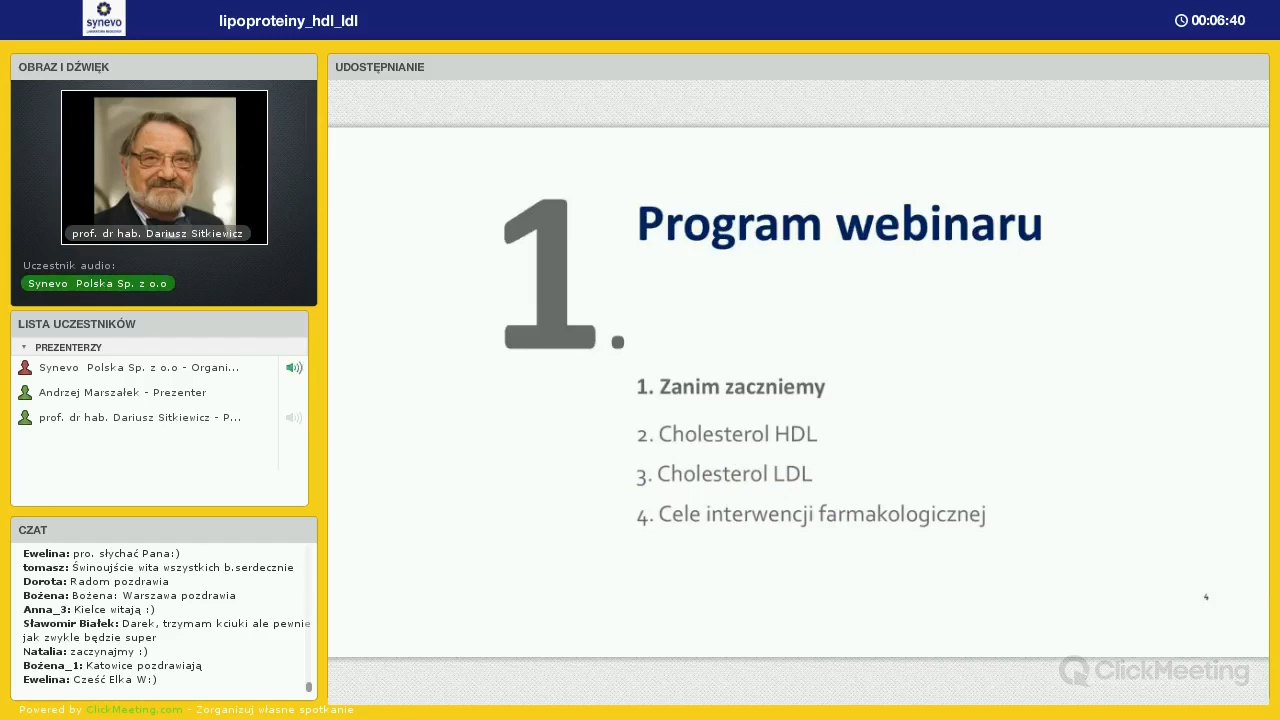 synevo
lipoproteiny_hdl_ldl
00:06:40
OBRAZ I DŹWIĘK
prof. dr hab. Dariusz Sitkiewicz
Uczestnik audio:
Synevo Polska Sp. z o.o
LISTA UCZESTNIKÓW
PREZENTERZY
Synevo Polska Sp. z o.o - Organi...
Andrzej Marszałek - Prezenter
prof. dr hab. Dariusz Sitkiewicz - P...
CZAT
Ewelina: pro. słychać Pana:)
tomasz: Świnoujście wita wszystkich b.serdecznie
Dorota: Radom pozdrawia
Bożena: Bożena: Warszawa pozdrawia
Anna_3: Kielce witają :)
Sławomir Białek: Darek, trzymam kciuki ale pewnie
jak zwykle będzie super
Natalia: zaczynajmy :)
Bożena_1: Katowice pozdrawiają
Ewelina: Cześć Elka W:)
UDOSTĘPNIANIE
1.
Program webinaru
1. Zanim zaczniemy
2. Cholesterol HDL
3. Cholesterol LDL
4. Cele interwencji farmakologicznej
4
ClickMeeting
Powered by ClickMeeting.com - Zorganizuj własne spotkanie